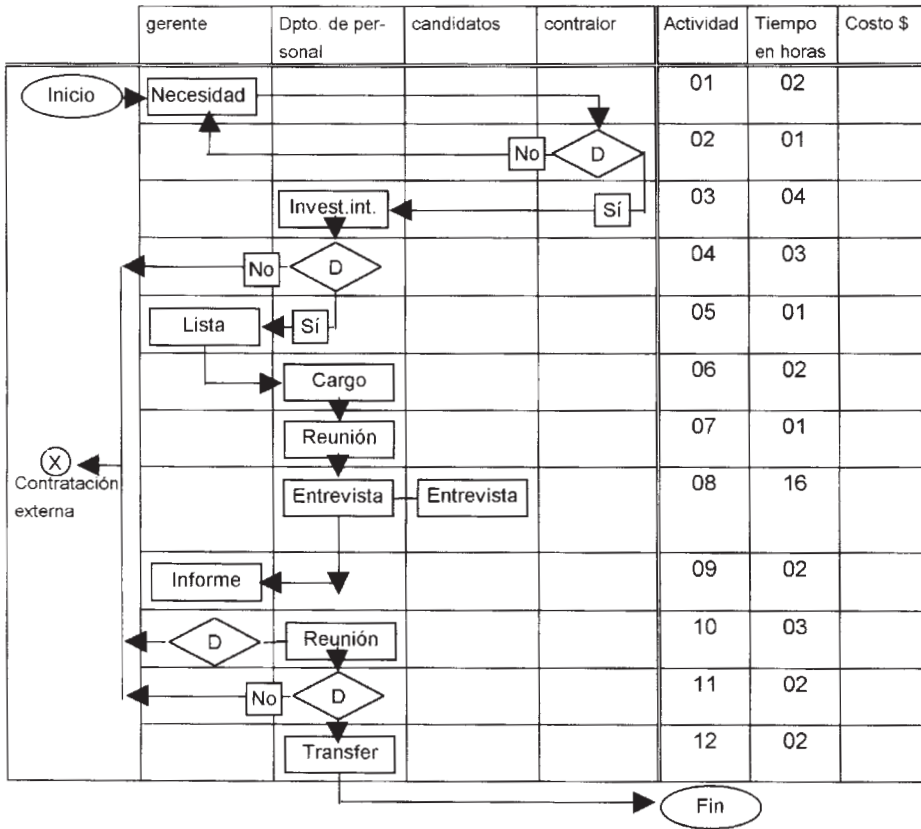 gerente
Dpto. de per-
sonal
candidatos
contralor
Actividad
Tiempo
en horas
Costo $
Inicio
Necesidad
01
02
No
D
02
01
Invest.int.
Sí
03
04
No
D
04
03
Lista
Sí
05
01
Cargo
06
02
Reunión
07
01
X
Contratación
externa
Entrevista
Entrevista
08
16
Informe
09
02
D
Reunión
10
03
No
D
11
02
Transfer
12
02
Fin